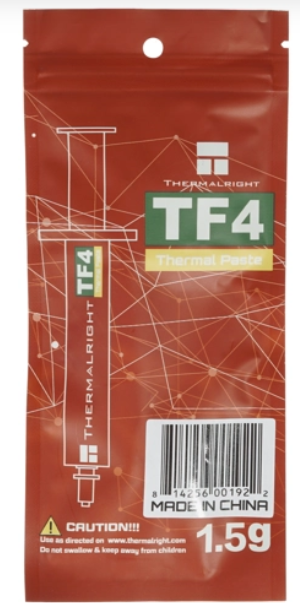 THERMALRIGHT
TF4
Thermal Paste
THERMALRIGHT TF4
8 14256 00192 2
MADE IN CHINA
CAUTION!!!
Use as directed on www.thermalright.com
Do not swallow & keep away from children
1.5g